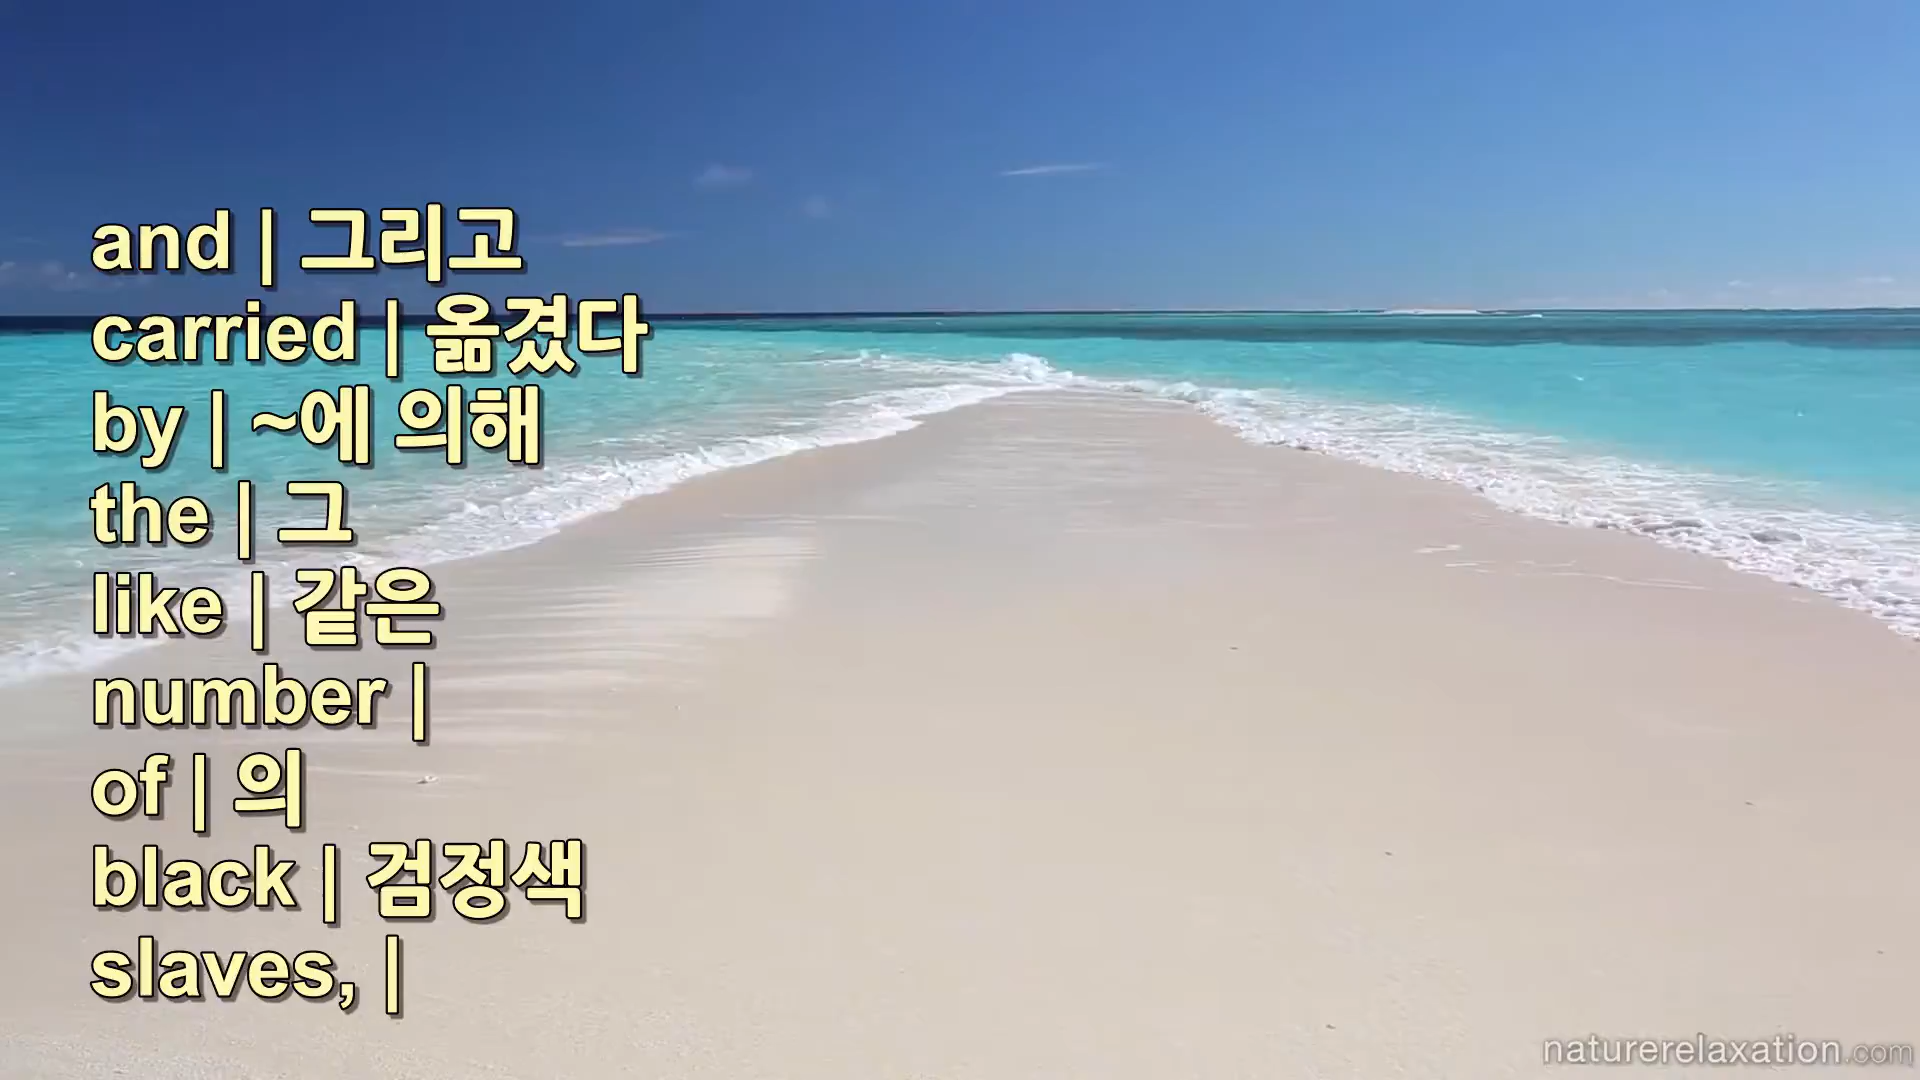 and | 그리고
carried | 옮겼다
by | ~에 의해
the | 그
like | 같은
number |
of | 의
black | 검정색
slaves, |
naturerelaxation.com